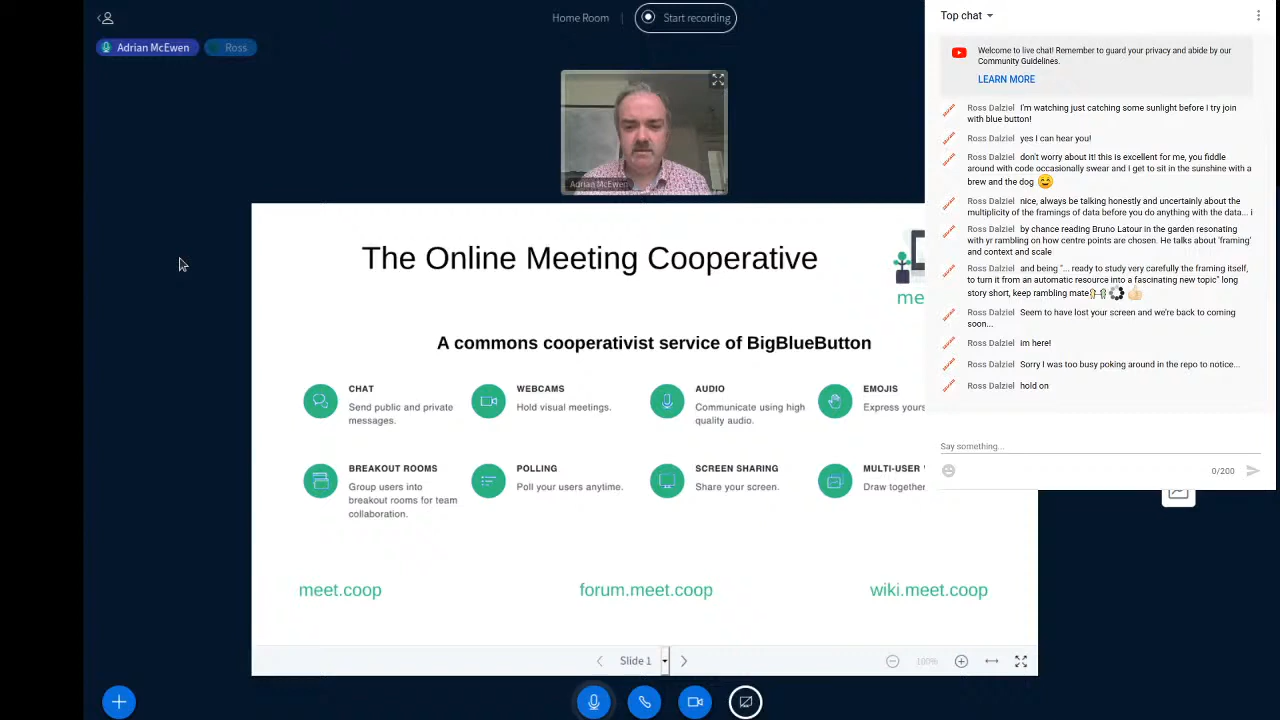 Home Room
Start recording
Adrian McEwen
Ross
Adrian McEwen
The Online Meeting Cooperative
me
A commons cooperativist service of BigBlueButton
CHAT
Send public and private
messages.
WEBCAMS
Hold visual meetings.
AUDIO
Communicate using high
quality audio.
EMOJIS
Express yours
BREAKOUT ROOMS
Group users into
breakout rooms for team
collaboration.
POLLING
Poll your users anytime.
SCREEN SHARING
Share your screen.
MULTI-USER
Draw together
meet.coop
forum.meet.coop
wiki.meet.coop
Slide 1
100%
Top chat
Welcome to live chat! Remember to guard your privacy and abide by our
Community Guidelines.
LEARN MORE
Ross Dalziel I'm watching just catching some sunlight before I try join
with blue button!
Ross Dalziel yes I can hear you!
Ross Dalziel don't worry about it! this is excellent for me, you fiddle
around with code occasionally swear and I get to sit in the sunshine with a
brew and the dog 😊
Ross Dalziel nice, always be talking honestly and uncertainly about the
multiplicity of the framings of data before you do anything with the data... i
Ross Dalziel by chance reading Bruno Latour in the garden resonating
with yr rambling on how centre points are chosen. He talks about 'framing'
and context and scale
Ross Dalziel and being "... ready to study very carefully the framing itself,
to turn it from an automatic resource into a fascinating new topic" long
story short, keep rambling mate
Ross Dalziel Seem to have lost your screen and we're back to coming
soon...
Ross Dalziel im here!
Ross Dalziel Sorry I was too busy poking around in the repo to notice...
Ross Dalziel hold on
Say something...
0/200